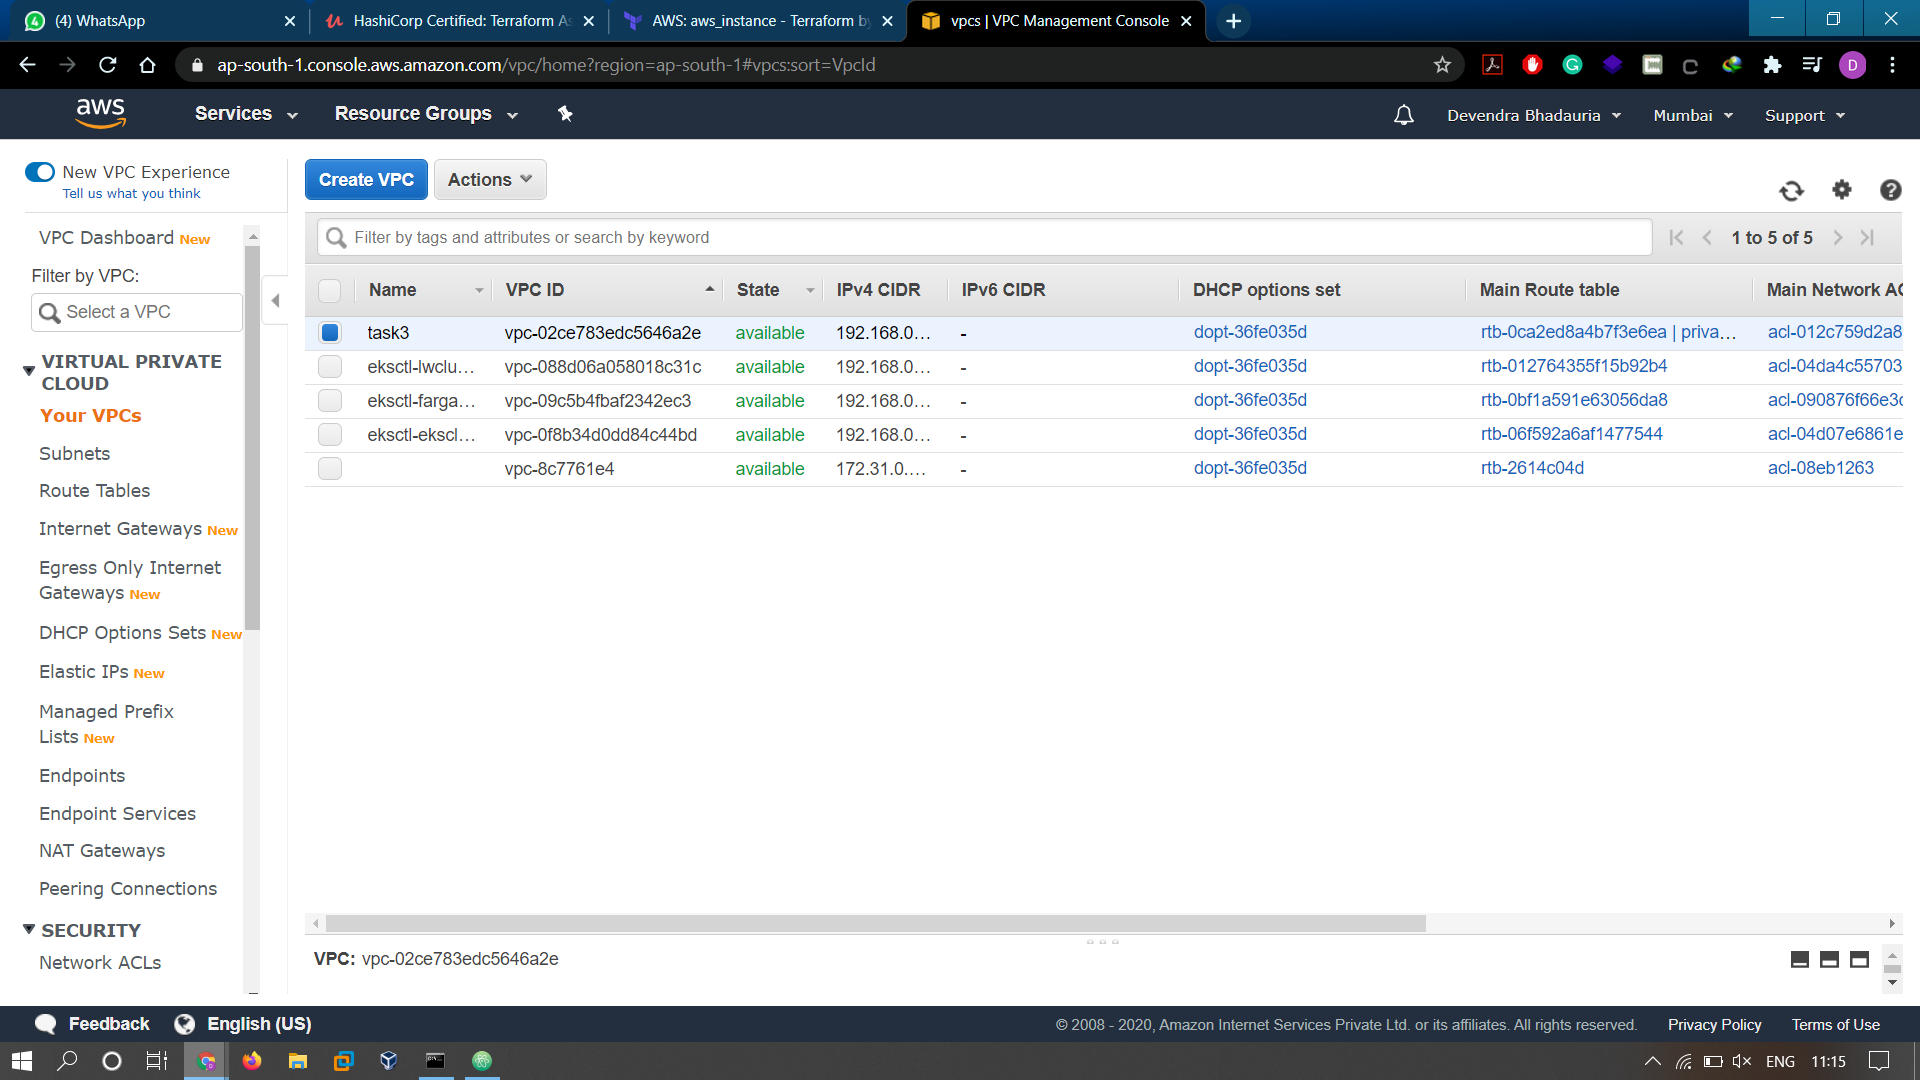 (4) WhatsApp
HashiCorp Certified: Terraform As
AWS: aws_instance - Terraform by
vpcs | VPC Management Console
ap-south-1.console.aws.amazon.com/vpc/home?region=ap-south-1#vpcs:sort=VpcId
D
aws
Services
Resource Groups
Devendra Bhadauria
Mumbai
Support
New VPC Experience
Tell us what you think
Create VPC
Actions
VPC Dashboard New
Filter by VPC:
Select a VPC
VIRTUAL PRIVATE
CLOUD
Your VPCs
Subnets
Route Tables
Internet Gateways New
Egress Only Internet
Gateways New
DHCP Options Sets New
Elastic IPs New
Managed Prefix
Lists New
Endpoints
Endpoint Services
NAT Gateways
Peering Connections
SECURITY
Network ACLs
Filter by tags and attributes or search by keyword
1 to 5 of 5
Name VPC ID State IPv4 CIDR IPv6 CIDR DHCP options set Main Route table Main Network AC
task3 vpc-02ce783edc5646a2e available 192.168.0... - dopt-36fe035d rtb-0ca2ed8a4b7f3e6ea | priva... acl-012c759d2a8
eksctl-lwclu... vpc-088d06a058018c31c available 192.168.0... - dopt-36fe035d rtb-012764355f15b92b4 acl-04da4c55703
eksctl-farga... vpc-09c5b4fbaf2342ec3 available 192.168.0... - dopt-36fe035d rtb-0bf1a591e63056da8 acl-090876f66e3c
eksctl-ekscl... vpc-0f8b34d0dd84c44bd available 192.168.0... - dopt-36fe035d rtb-06f592a6af1477544 acl-04d07e6861e
vpc-8c7761e4 available 172.31.0.... - dopt-36fe035d rtb-2614c04d acl-08eb1263
VPC: vpc-02ce783edc5646a2e
Feedback
English (US)
© 2008 - 2020, Amazon Internet Services Private Ltd. or its affiliates. All rights reserved.
Privacy Policy
Terms of Use
ENG
11:15